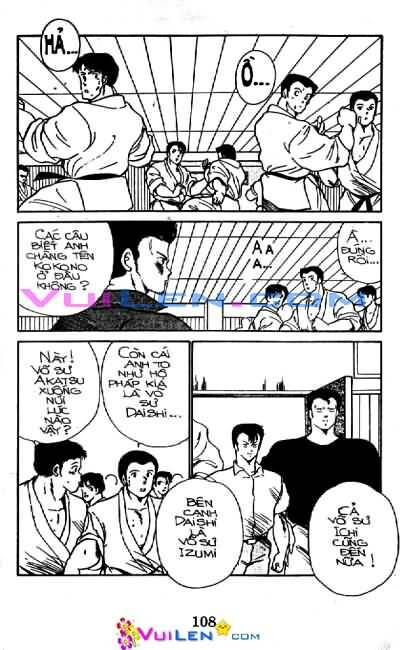 HẢ...
Ồ...
CÁC CẬU
BIẾT ANH
CHÀNG TÊN
KOKONO
Ở ĐÂU
KHÔNG?
A
A
A...
À...
ĐÚNG
RỒI....
VuiLen.com
NÀY!
VÕ SƯ
AKATSU
XUỐNG
NÚI
LÚC
NÀO
VẬY?
CÒN CÁI
ANH TO
NHƯ HỘ
PHÁP KIA
LÀ VÕ
SƯ
DAISHI...
BÊN
CẠNH
DAISHI
LÀ
VÕ SƯ
IZUMI
CẢ
VÕ SƯ
ICHI
CŨNG
ĐẾN
NỮA!
108
VuiLen.com